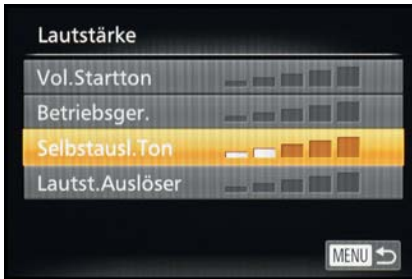 Lautstärke
Vol.Startton
Betriebsger.
Selbstausl.Ton
Lautst.Auslöser
MENU